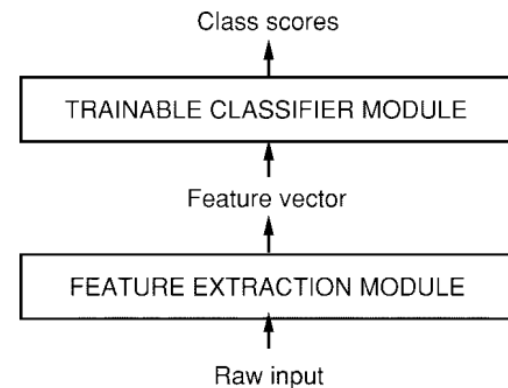 Class scores
TRAINABLE CLASSIFIER MODULE
Feature vector
FEATURE EXTRACTION MODULE
Raw input